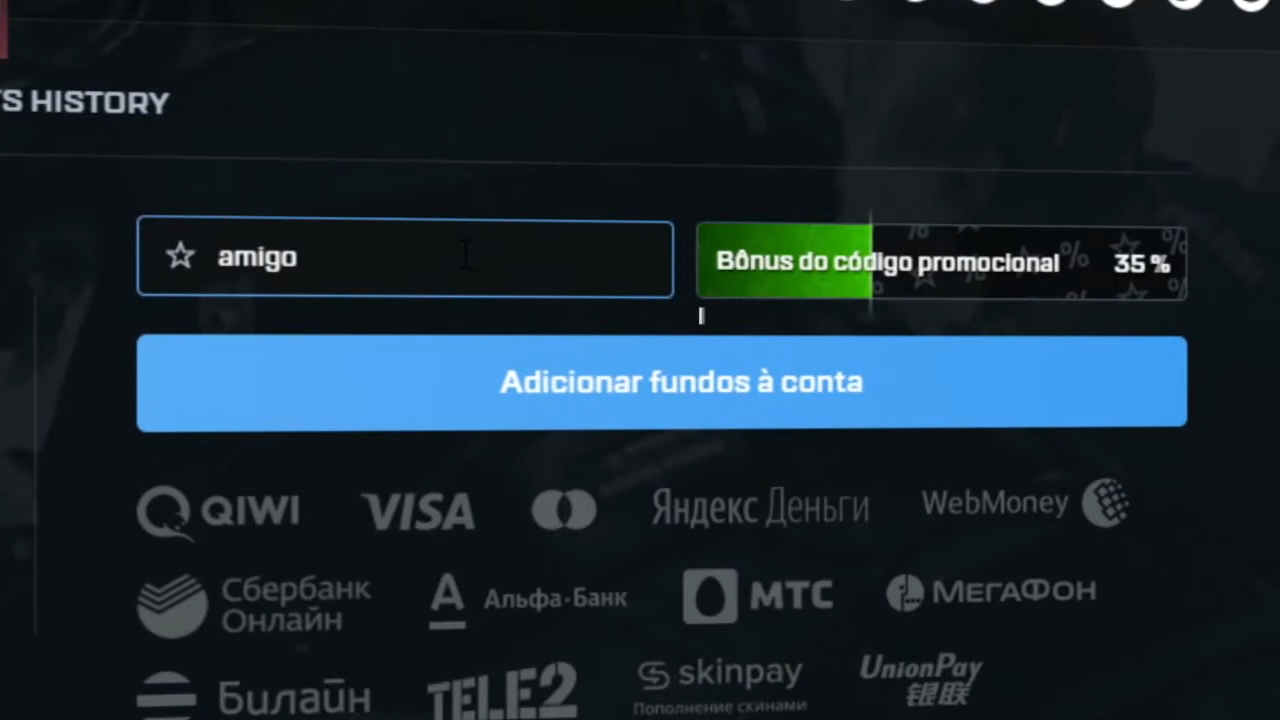 TS HISTORY
amigo
Bônus do código promocional 35 %
Adicionar fundos à conta
QIWI VISA Яндекс Деньги WebMoney
Сбербанк Онлайн Альфа·Банк МТС МЕГАФОН
Билайн TELE2 skinpay UnionPay
Пополнение скинами 银联